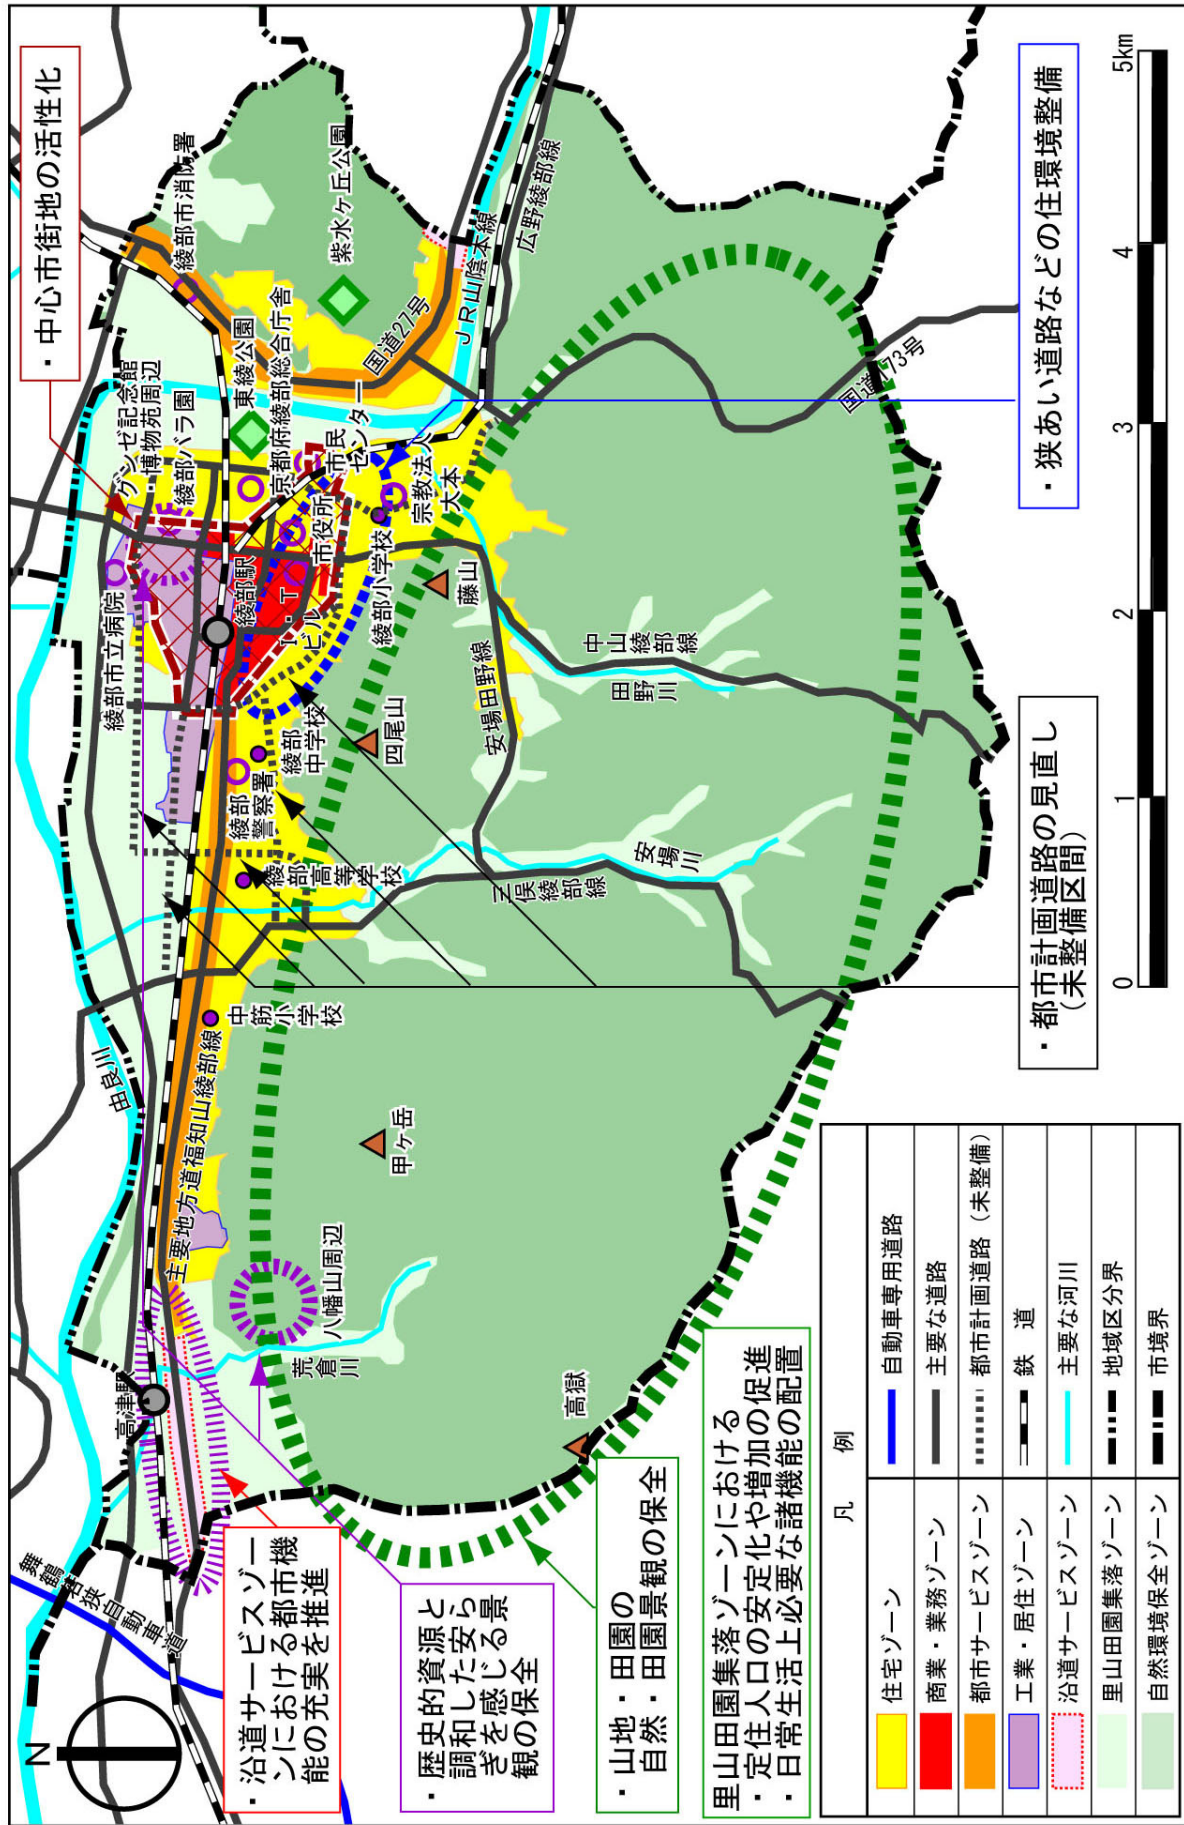 ・中心市街地の活性化
グンゼ記念館
・博物苑周辺
綾部バラ園
東綾公園
京都府綾部総合庁舎
市民
センター
宗教法人
大本
綾部市消防署
紫水ケ丘公園
国道27号
JR山陰本線
広野綾部線
国道173号
綾部市立病院
綾部駅
I・T
ビル
市役所
綾部小学校
藤山
四尾山
綾部
中学校
綾部
警察署
綾部高等学校
中筋小学校
安場田野線
中山綾部線
田野川
安場川
由良川
主要地方道福知山綾部線
甲ケ岳
八幡山周辺
荒倉川
高津駅
高獄
舞鶴若狭自動車道
N
・沿道サービスゾー
ンにおける都市機
能の充実を推進
・歴史的資源と
調和した安ら
ぎを感じる景
観の保全
・山地・田園の
自然・田園景観の保全
里山田園集落ゾーンにおける
・定住人口の安定化や増加の促進
・日常生活上必要な諸機能の配置
・都市計画道路の見直し
(未整備区間)
・狭あい道路などの住環境整備
0 1 2 3 4 5km
凡 例
住宅ゾーン
商業・業務ゾーン
都市サービスゾーン
工業・居住ゾーン
沿道サービスゾーン
里山田園集落ゾーン
自然環境保全ゾーン
自動車専用道路
主要な道路
都市計画道路(未整備)
鉄 道
主要な河川
地域区分界
市境界